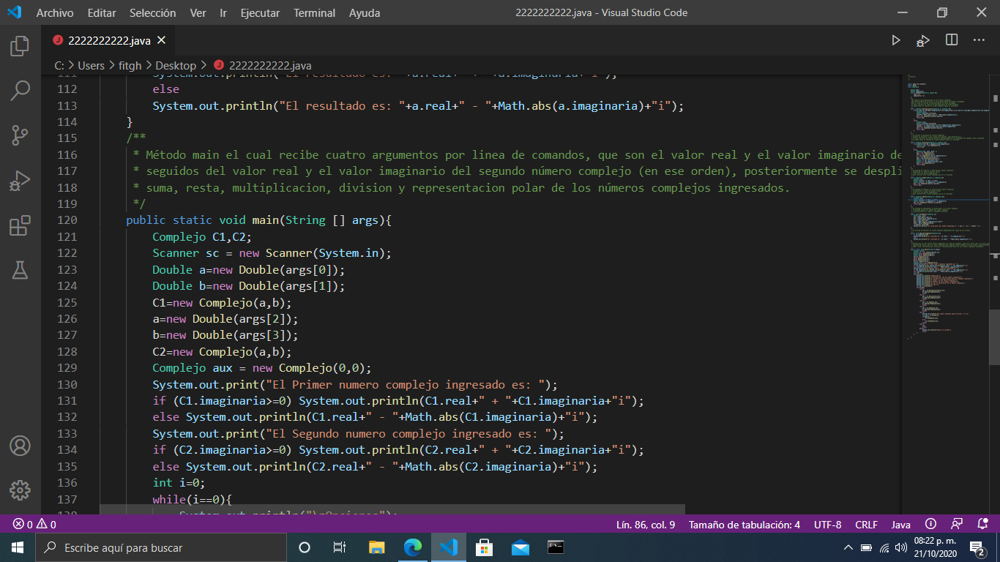 Archivo Editar Selección Ver Ir Ejecutar Terminal Ayuda 2222222222.java - Visual Studio Code
2222222222.java
C: > Users > fitgh > Desktop > 2222222222.java
111 System.out.println("El resultado es: "+a.real+" + "+a.imaginaria+"i");
112 else
113 System.out.println("El resultado es: "+a.real+" - "+Math.abs(a.imaginaria)+"i");
114 }
115 /**
116 * Método main el cual recibe cuatro argumentos por linea de comandos, que son el valor real y el valor imaginario de
117 * seguidos del valor real y el valor imaginario del segundo número complejo (en ese orden), posteriormente se despli
118 * suma, resta, multiplicacion, division y representacion polar de los números complejos ingresados.
119 */
120 public static void main(String [] args){
121 Complejo C1,C2;
122 Scanner sc = new Scanner(System.in);
123 Double a=new Double(args[0]);
124 Double b=new Double(args[1]);
125 C1=new Complejo(a,b);
126 a=new Double(args[2]);
127 b=new Double(args[3]);
128 C2=new Complejo(a,b);
129 Complejo aux = new Complejo(0,0);
130 System.out.print("El Primer numero complejo ingresado es: ");
131 if (C1.imaginaria>=0) System.out.println(C1.real+" + "+C1.imaginaria+"i");
132 else System.out.println(C1.real+" - "+Math.abs(C1.imaginaria)+"i");
133 System.out.print("El Segundo numero complejo ingresado es: ");
134 if (C2.imaginaria>=0) System.out.println(C2.real+" + "+C2.imaginaria+"i");
135 else System.out.println(C2.real+" - "+Math.abs(C2.imaginaria)+"i");
136 int i=0;
137 while(i==0){
138 System.out.println("\nOpciones");
0 0 Lín. 86, col. 9 Tamaño de tabulación: 4 UTF-8 CRLF Java
Escribe aquí para buscar
08:22 p. m.
21/10/2020
2